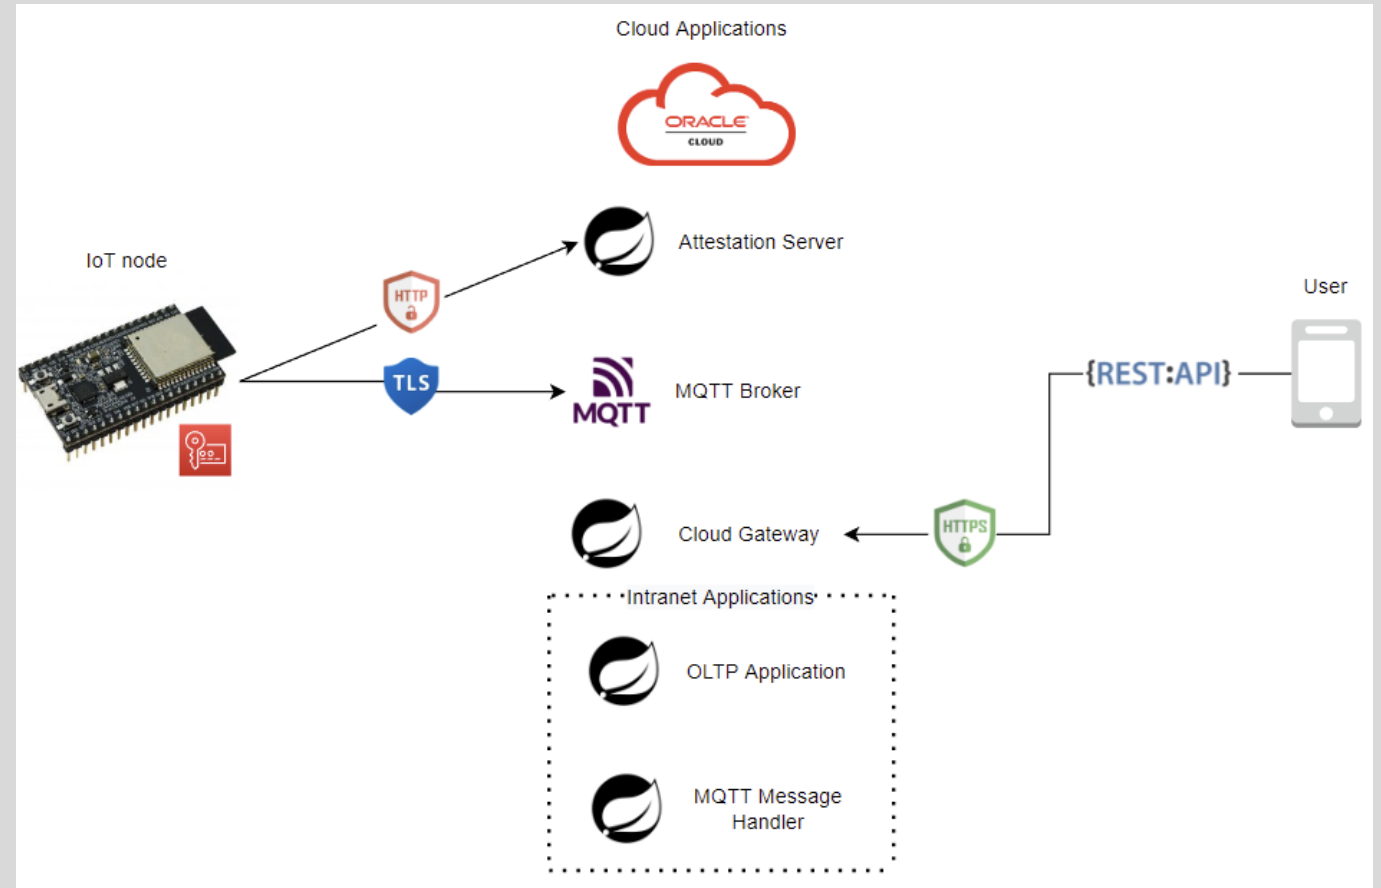 Cloud Applications
ORACLE
CLOUD
Attestation Server
IoT node
HTTP
User
TLS
MQTT
MQTT Broker
{REST:API}
Cloud Gateway
HTTPS
Intranet Applications
OLTP Application
MQTT Message
Handler